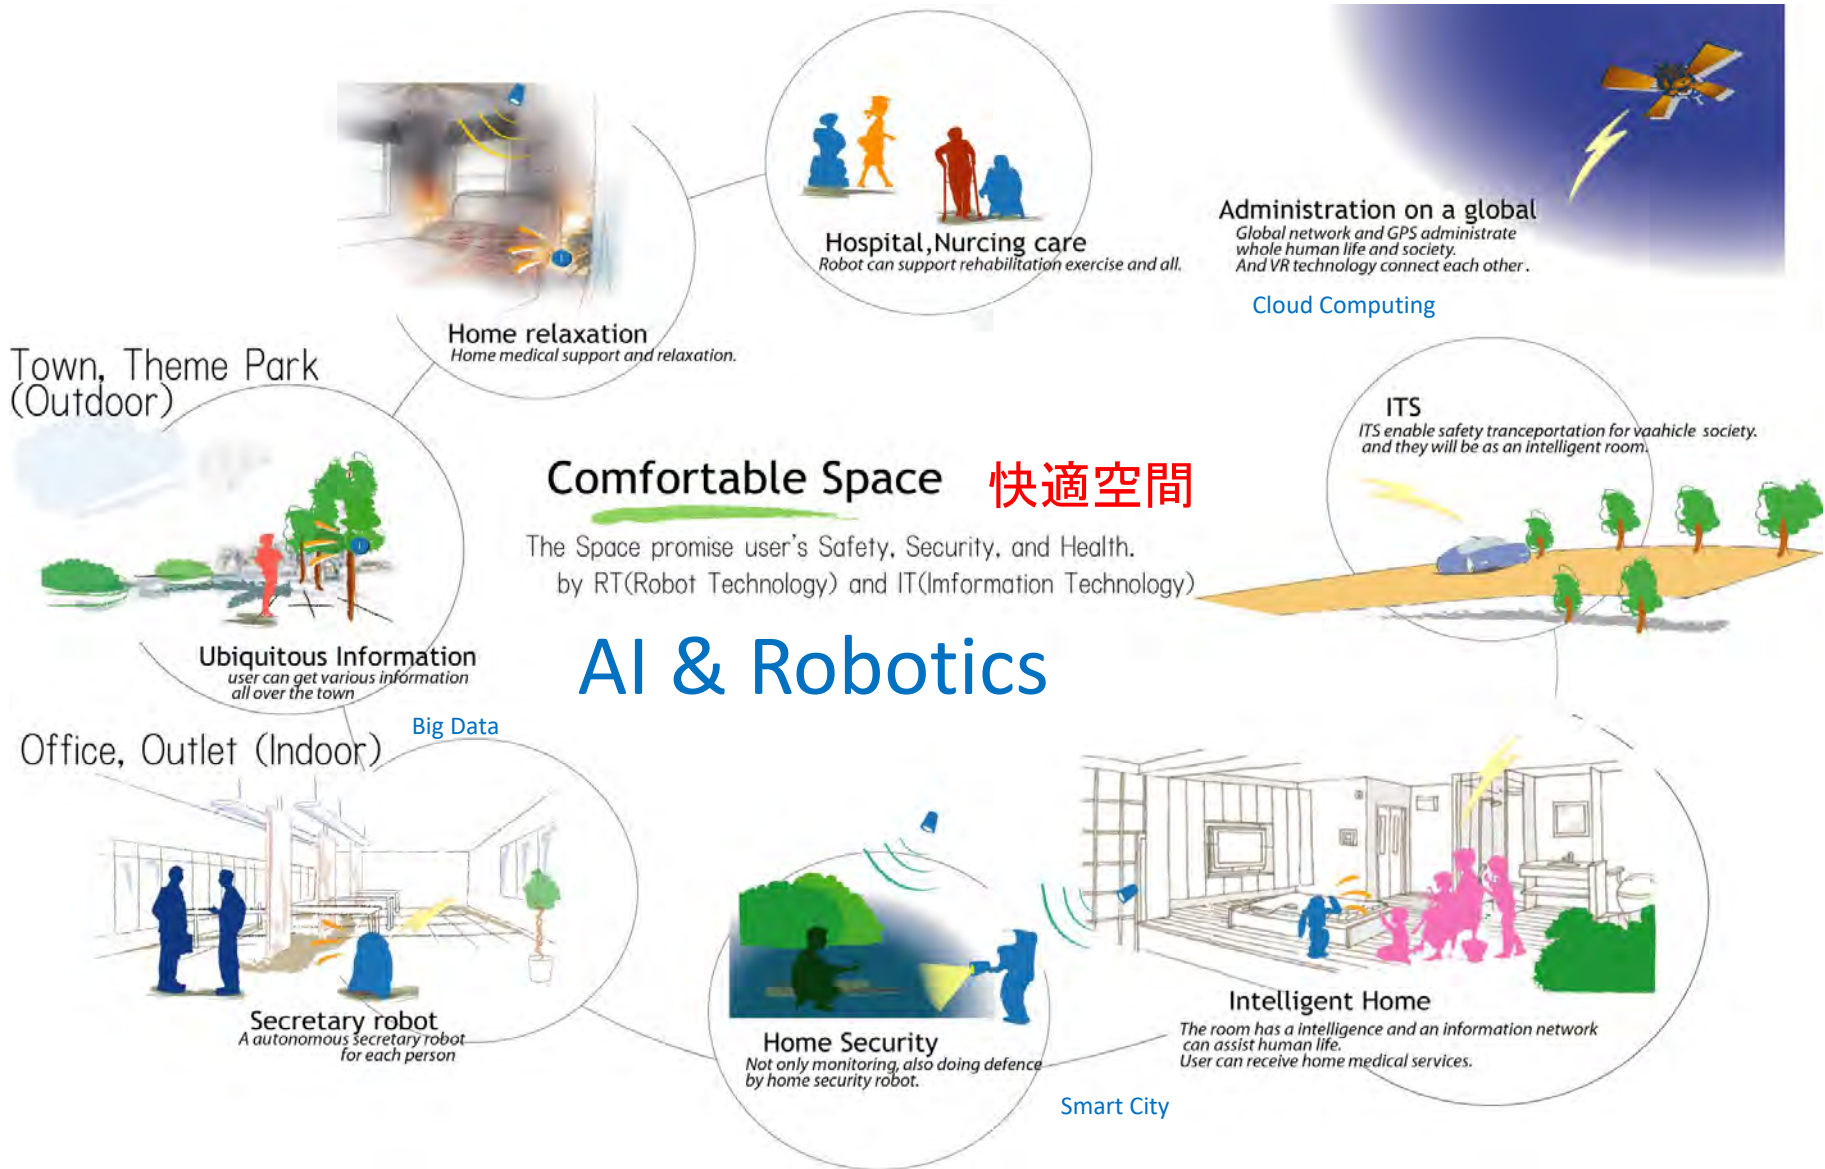 Hospital,Nurcing care
Robot can support rehabilitation exercise and all.
Administration on a global
Global network and GPS administrate
whole human life and society.
And VR technology connect each other.
Cloud Computing
Home relaxation
Home medical support and relaxation.
Town, Theme Park
(Outdoor)
ITS
ITS enable safety tranceportation for vaahicle society.
and they will be as an intelligent room.
Comfortable Space 快適空間
The Space promise user's Safety, Security, and Health.
by RT(Robot Technology) and IT(Imformation Technology)
AI & Robotics
Ubiquitous Information
user can get various information
all over the town
Big Data
Office, Outlet (Indoor)
Secretary robot
A autonomous secretary robot
for each person
Home Security
Not only monitoring, also doing defence
by home security robot.
Intelligent Home
The room has a intelligence and an information network
can assist human life.
User can receive home medical services.
Smart City